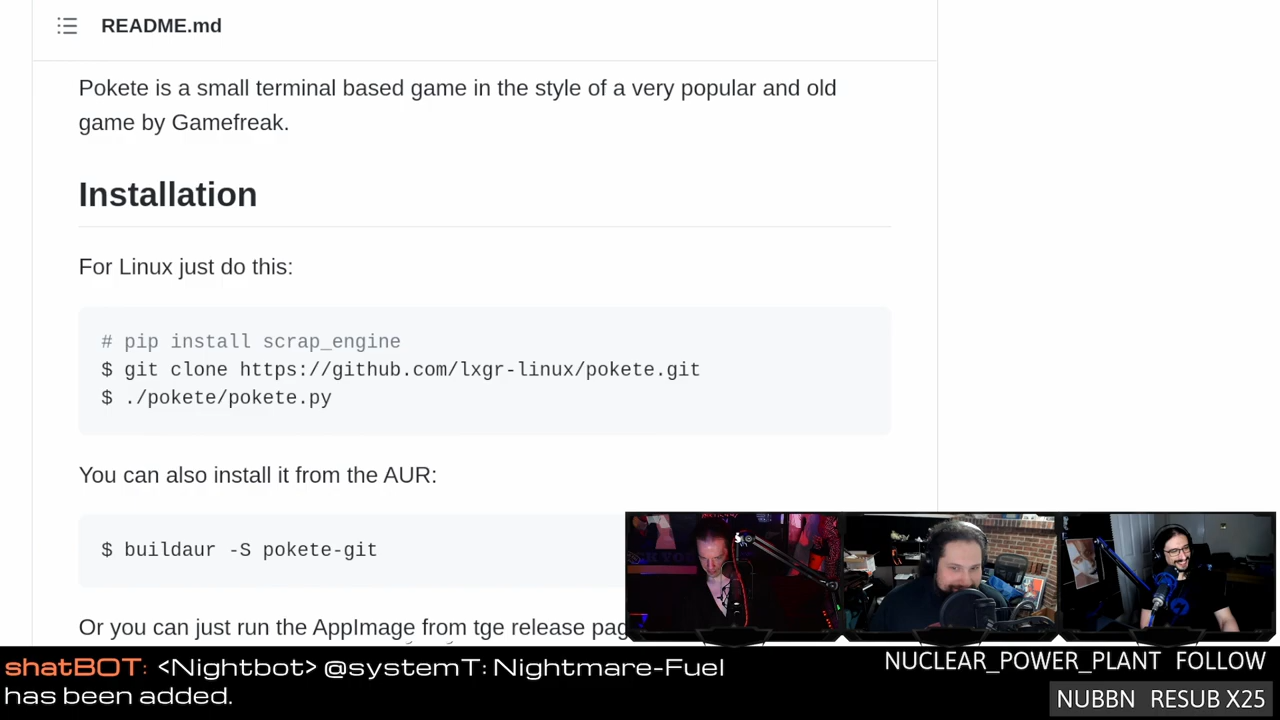 README.md
Pokete is a small terminal based game in the style of a very popular and old
game by Gamefreak.
Installation
For Linux just do this:
# pip install scrap_engine
$ git clone https://github.com/lxgr-linux/pokete.git
$ ./pokete/pokete.py
You can also install it from the AUR:
$ buildaur -S pokete-git
Or you can just run the AppImage from tge release pag
shatBOT: <Nightbot> @systemT: Nightmare-Fuel
has been added.
NUCLEAR_POWER_PLANT FOLLOW
NUBBN RESUB X25